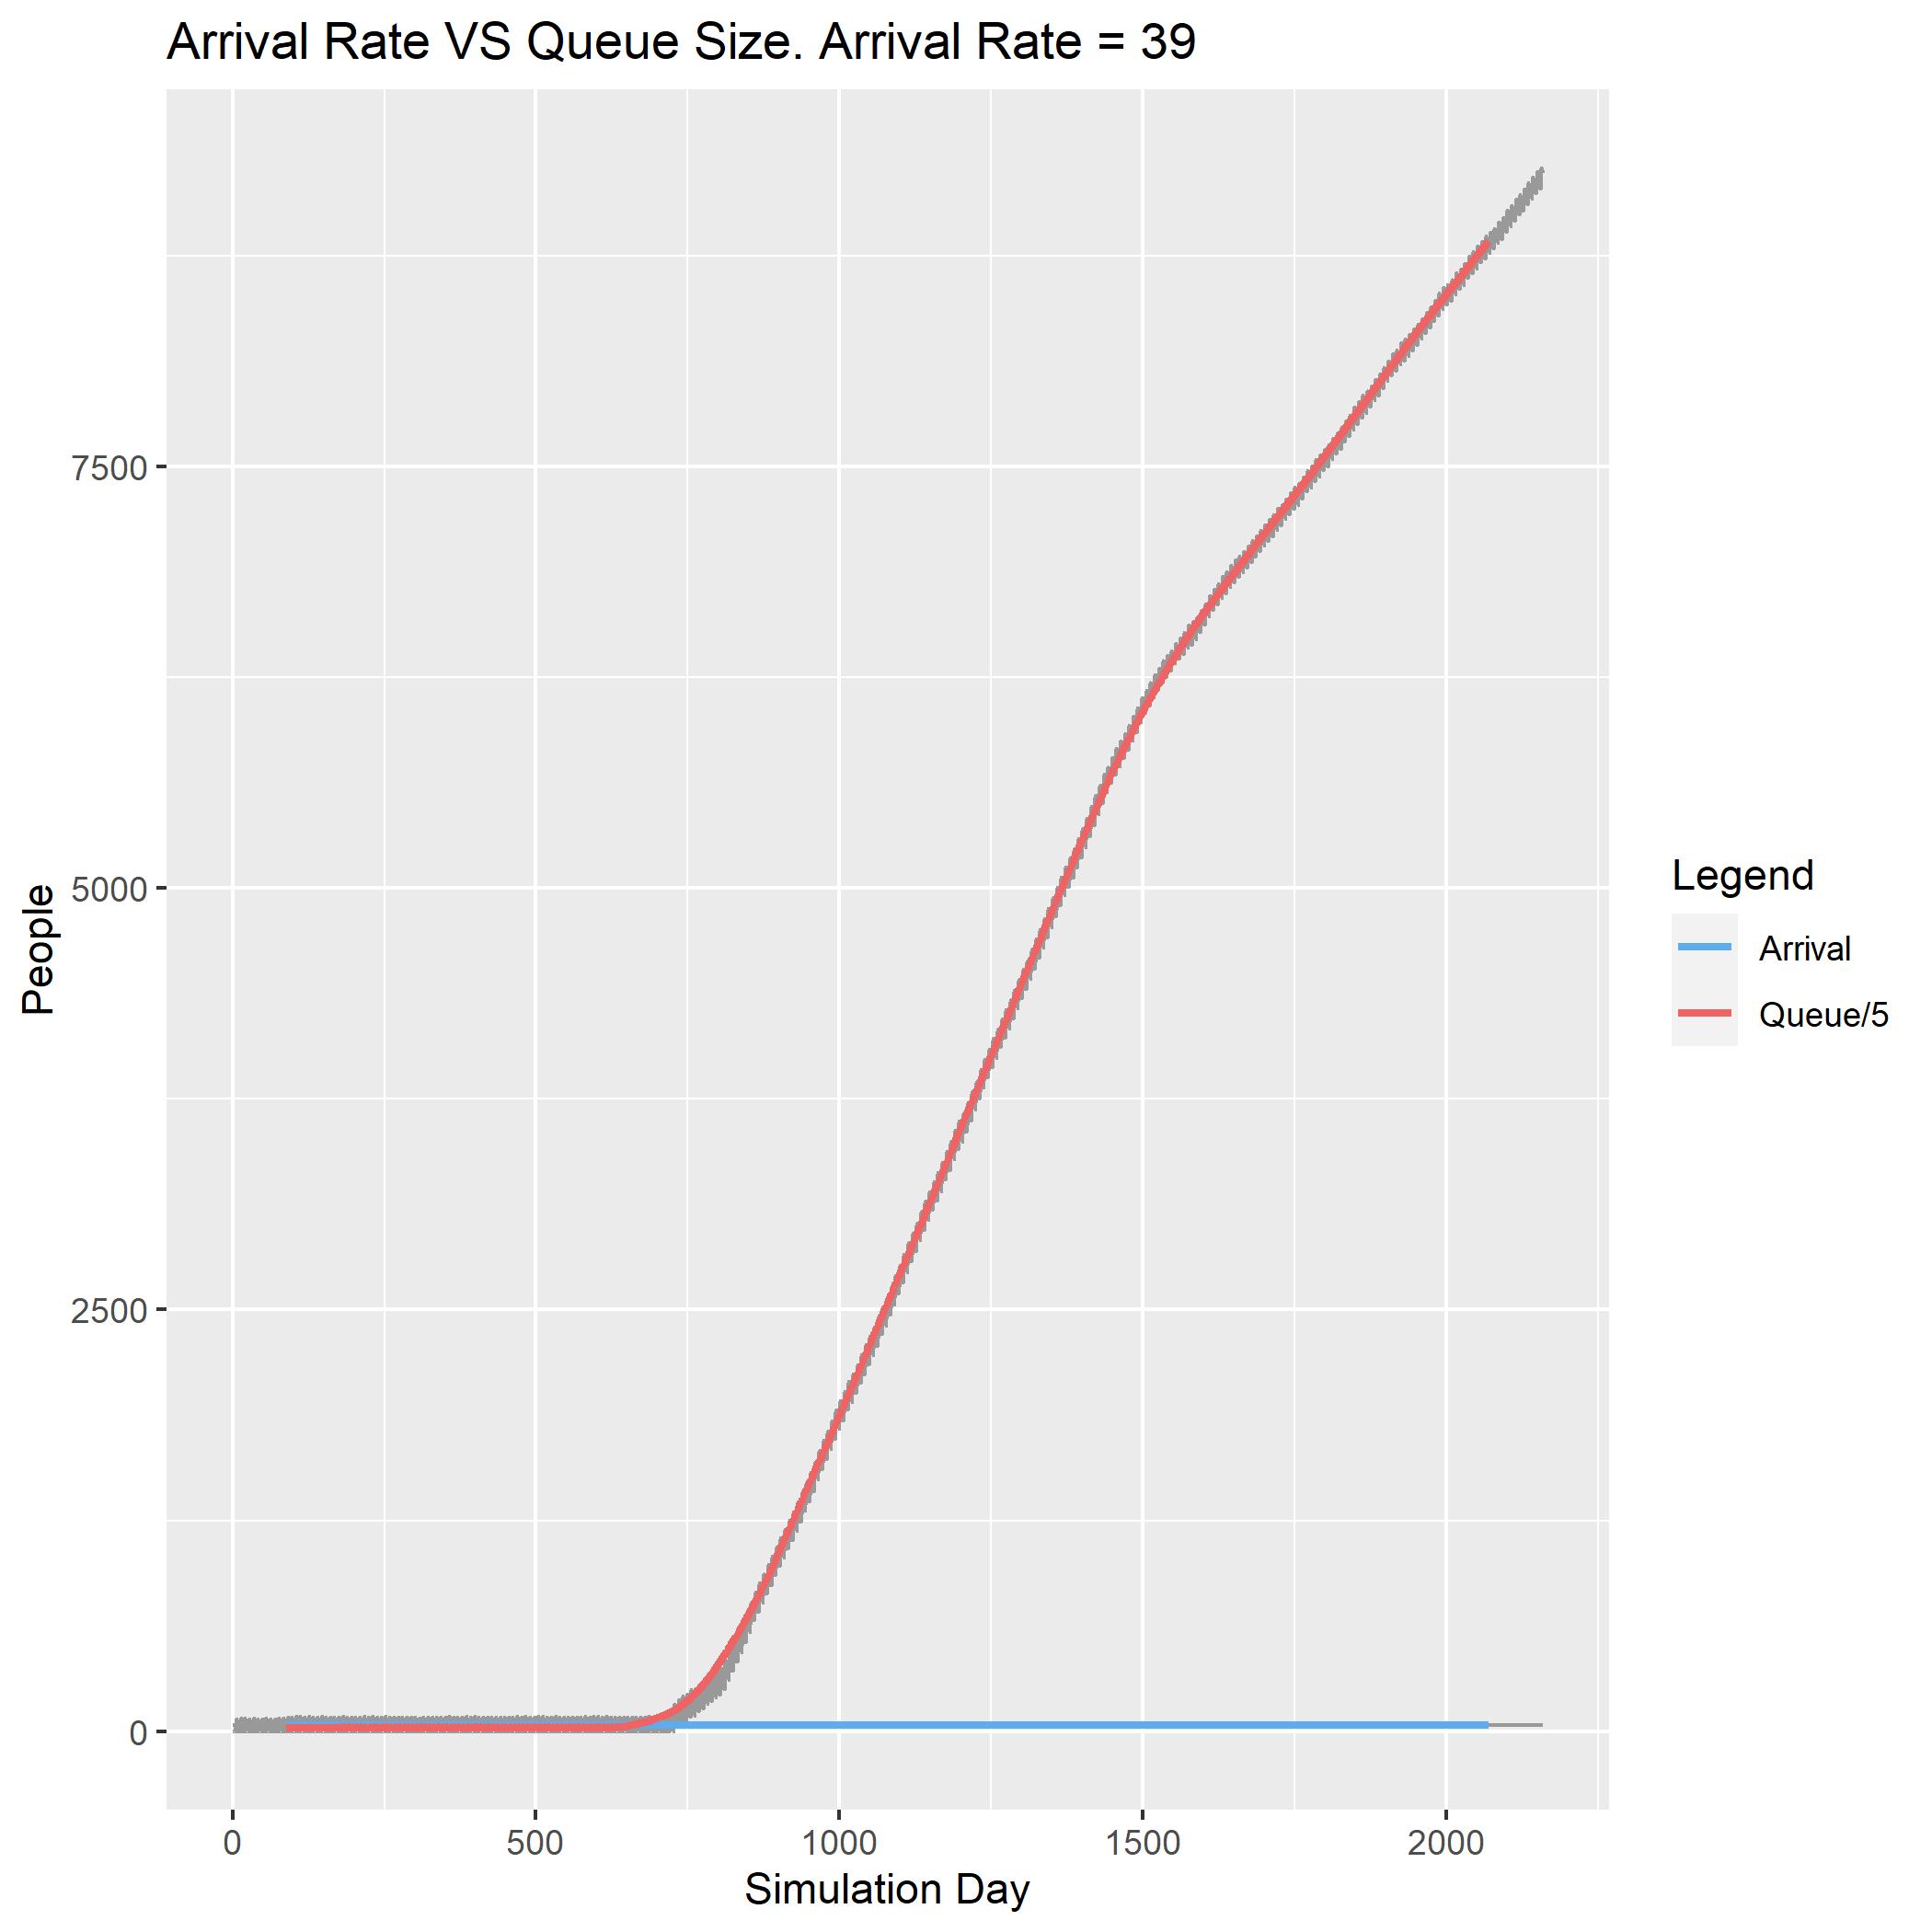 Arrival Rate VS Queue Size. Arrival Rate = 39
People
7500
5000
2500
0
0 500 1000 1500 2000
Simulation Day
Legend
Arrival
Queue/5